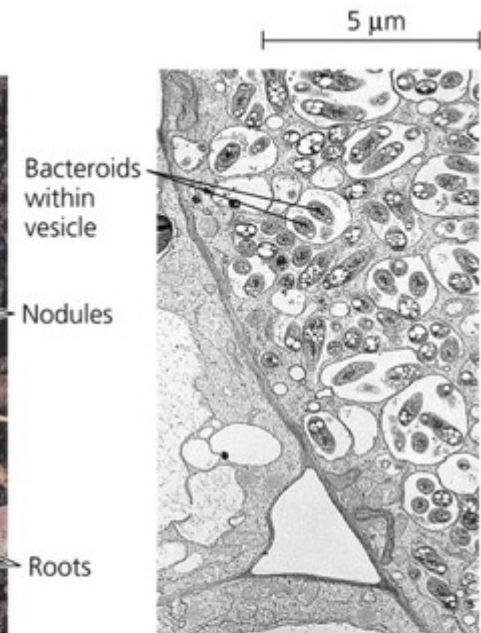 5 μm
Bacteroids
within
vesicle
Nodules
Roots